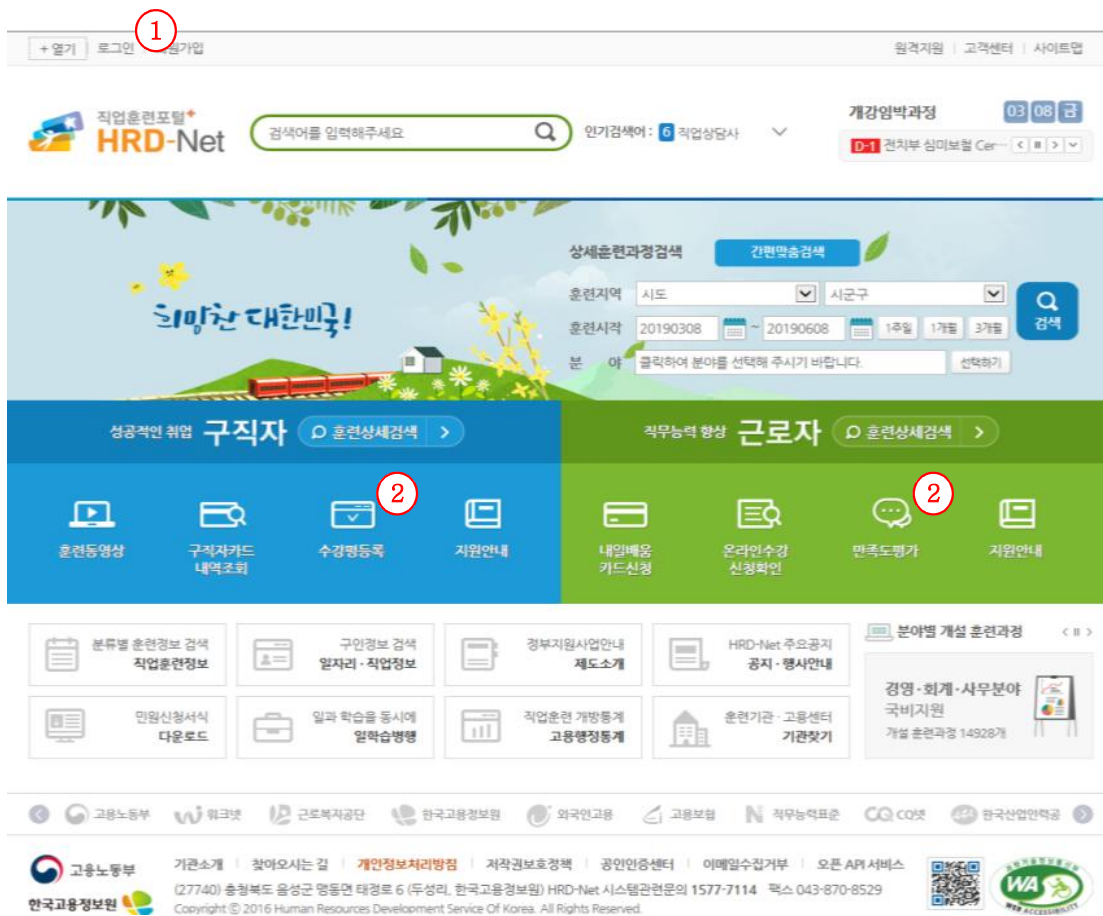 ①
+ 열기 로그인 회원가입 원격지원 고객센터 사이트맵
직업훈련포털+
HRD-Net
검색어를 입력해주세요
인기검색어 : 6 직업상담사
개강임박과정 03 08 금
D-1 전치부 심미보철 Cer…
희망찬 대한민국!
상세훈련과정검색 간편맞춤검색
훈련지역 시도 시군구
훈련시작 20190308 ~ 20190608 1주일 1개월 3개월
분 야 클릭하여 분야를 선택해 주시기 바랍니다. 선택하기
검색
성공적인 취업 구직자 훈련상세검색 >
직무능력 향상 근로자 훈련상세검색 >
② ②
훈련동영상 구직자카드 수강평등록 지원안내 내일배움 온라인수강 만족도평가 지원안내
내역조회 카드신청 신청확인
분류별 훈련정보 검색 구인정보 검색 정부지원사업안내 HRD-Net 주요공지
직업훈련정보 일자리 · 직업정보 제도소개 공지 · 행사안내
분야별 개설 훈련과정
경영 · 회계 · 사무분야
국비지원
개설 훈련과정 14928개
민원신청서식 일과 학습을 동시에 직업훈련 개방통계 훈련기관 · 고용센터
다운로드 일학습병행 고용행정통계 기관찾기
고용노동부 워크넷 근로복지공단 한국고용정보원 외국인고용 고용보험 직무능력표준 CQ넷 한국산업인력공
고용노동부
한국고용정보원
기관소개 찾아오시는 길 개인정보처리방침 저작권보호정책 공인인증센터 이메일수집거부 오픈 API 서비스
(27740) 충청북도 음성군 맹동면 태정로 6 (두성리, 한국고용정보원) HRD-Net 시스템관련문의 1577-7114 팩스 043-870-8529
Copyright ⓒ 2016 Human Resources Development Service Of Korea. All Rights Reserved.
WA
WEB ACCESSIBILITY